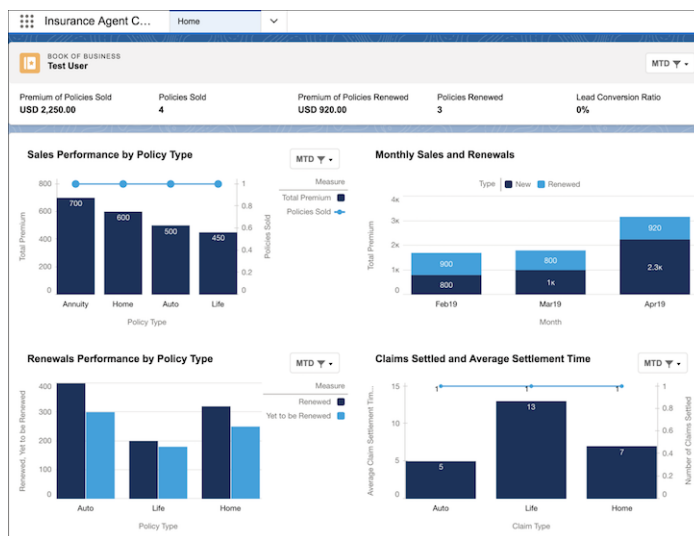 Insurance Agent C...
Home
BOOK OF BUSINESS
Test User
MTD
Premium of Policies Sold
USD 2,250.00
Policies Sold
4
Premium of Policies Renewed
USD 920.00
Policies Renewed
3
Lead Conversion Ratio
0%
Sales Performance by Policy Type
MTD
Measure
Total Premium
Policies Sold
Total Premium
800
600
400
200
0
700
600
500
450
1
0.8
0.6
0.4
0.2
0
Policies Sold
Annuity
Home
Auto
Life
Policy Type
Monthly Sales and Renewals
Type
New
Renewed
Total Premium
4k
3k
2k
1k
0
900
800
800
1k
920
2.3k
Feb19
Mar19
Apr19
Month
Renewals Performance by Policy Type
MTD
Measure
Renewed
Yet to be Renewed
Renewed, Yet to be Renewed
400
300
200
100
0
Auto
Life
Home
Policy Type
Claims Settled and Average Settlement Time
MTD
Average Claim Settlement Tim...
15
10
5
0
1
1
1
5
13
7
1
0.8
0.6
0.4
0.2
0
Number of Claims Settled
Auto
Life
Home
Claim Type